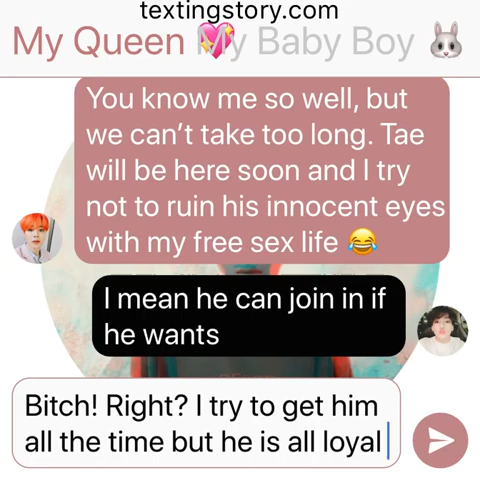 textingstory.com
My Queen 💖 My Baby Boy 🐰
You know me so well, but
we can’t take too long. Tae
will be here soon and I try
not to ruin his innocent eyes
with my free sex life 😂
I mean he can join in if
he wants
Bitch! Right? I try to get him
all the time but he is all loyal